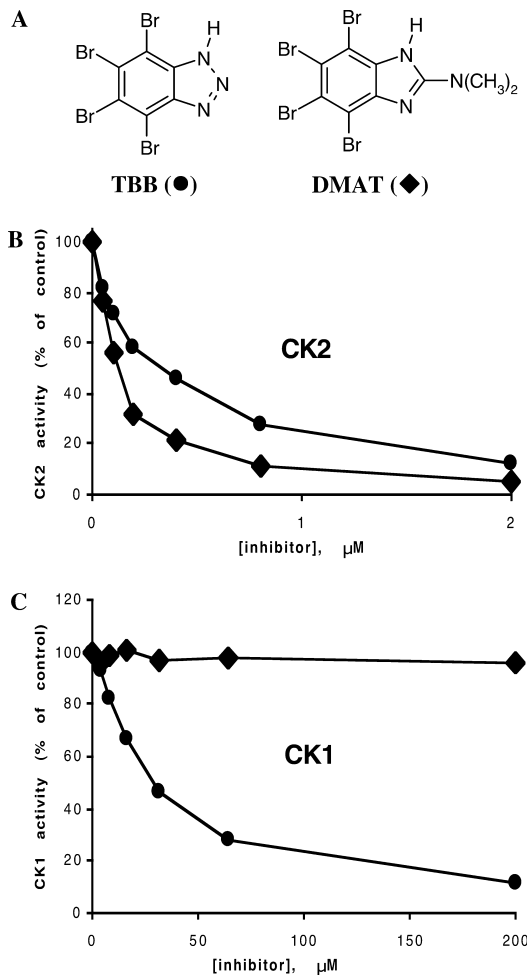 A
Br
H
Br
N
N
Br
N
Br
TBB (●)
Br
H
Br
N
N(CH3)2
Br
N
Br
DMAT (◆)
B
CK2 activity (% of control)
100
80
60
40
20
0
CK2
0 1 2
[inhibitor], µM
C
CK1 activity (% of control)
120
100
80
60
40
20
0
CK1
0 50 100 150 200
[inhibitor], µM